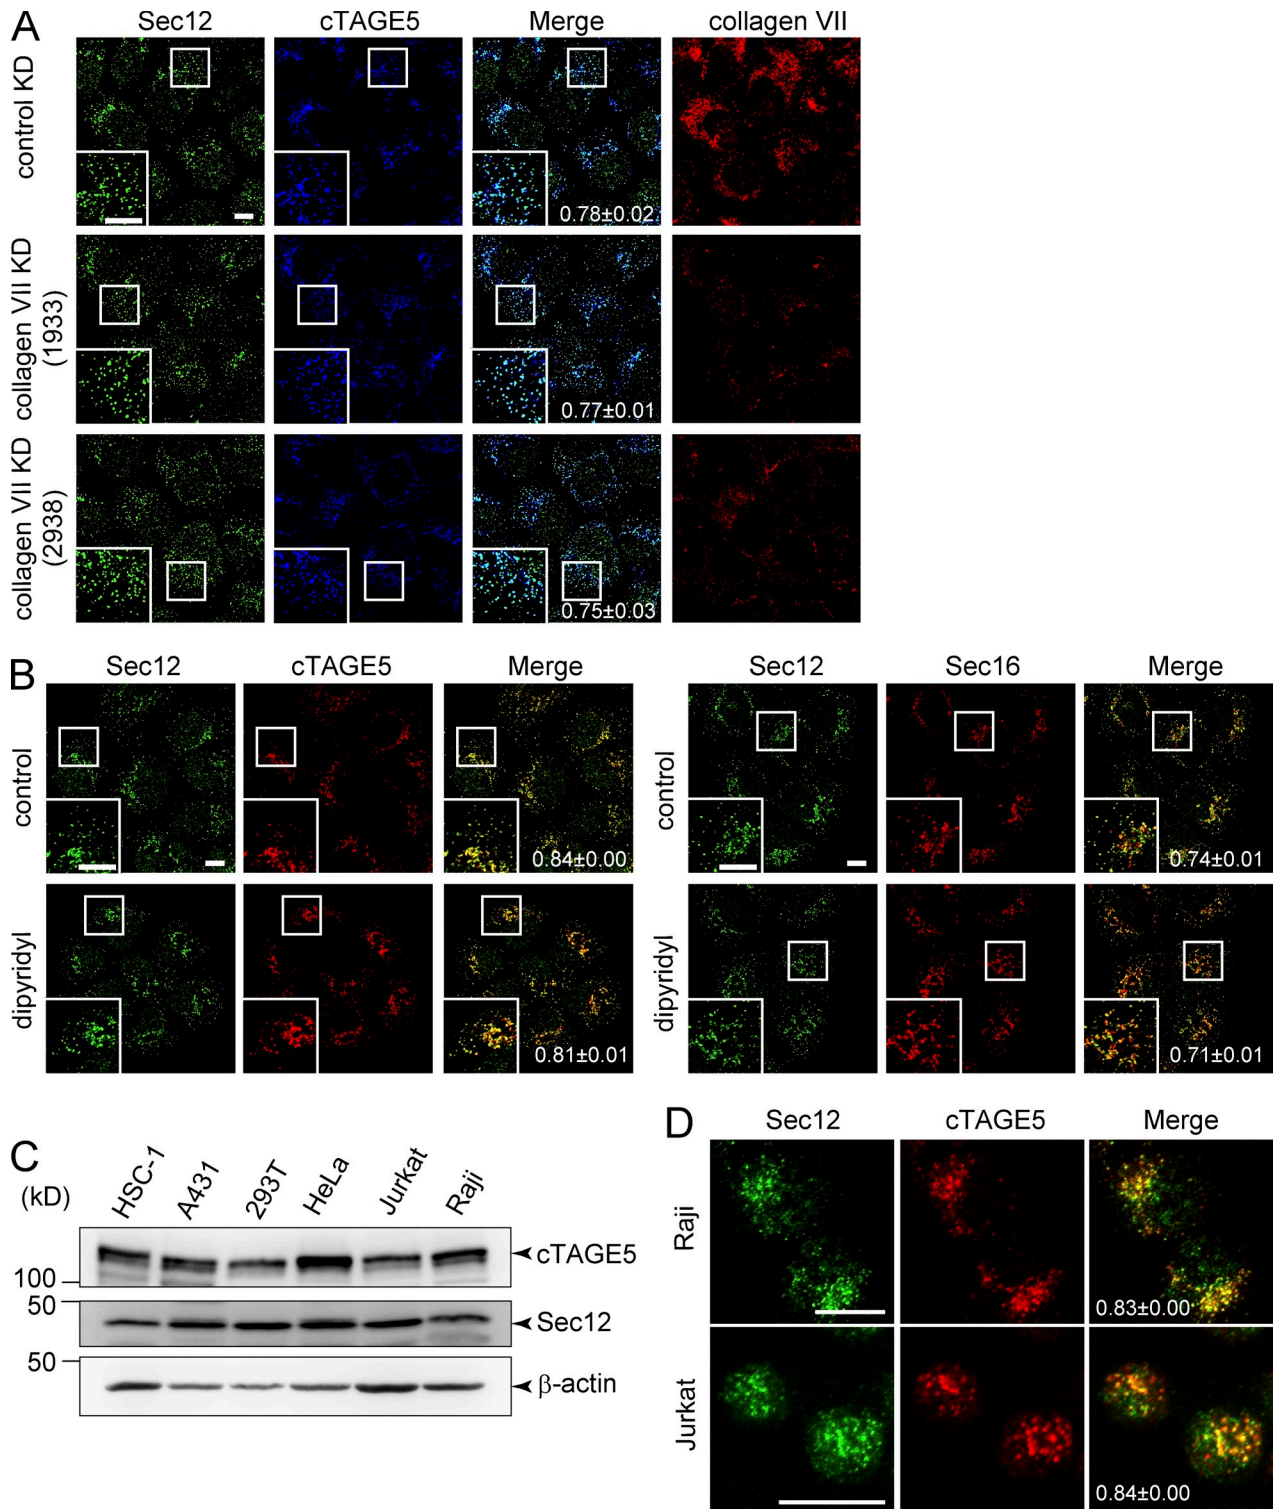 A
Sec12 cTAGE5 Merge collagen VII
control KD
0.78±0.02
collagen VII KD
(1933)
0.77±0.01
collagen VII KD
(2938)
0.75±0.03
B
Sec12 cTAGE5 Merge Sec12 Sec16 Merge
control
0.84±0.00
control
0.74±0.01
dipyridyl
0.81±0.01
dipyridyl
0.71±0.01
C
(kD)
HSC-1 A431 293T HeLa Jurkat Raji
cTAGE5
100
50
Sec12
50
β-actin
D
Sec12 cTAGE5 Merge
Raji
0.83±0.00
Jurkat
0.84±0.00